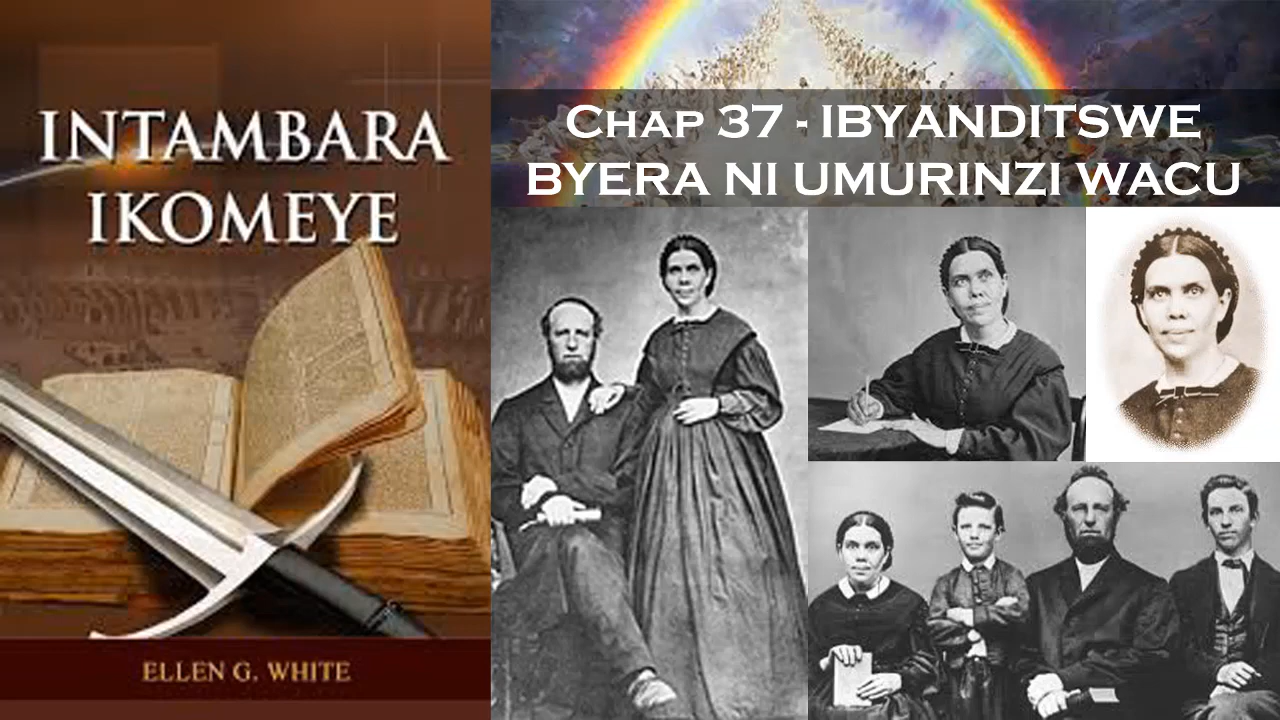 INTAMBARA
IKOMEYE
ELLEN G. WHITE
Chap 37 - IBYANDITSWE
BYERA NI UMURINZI WACU